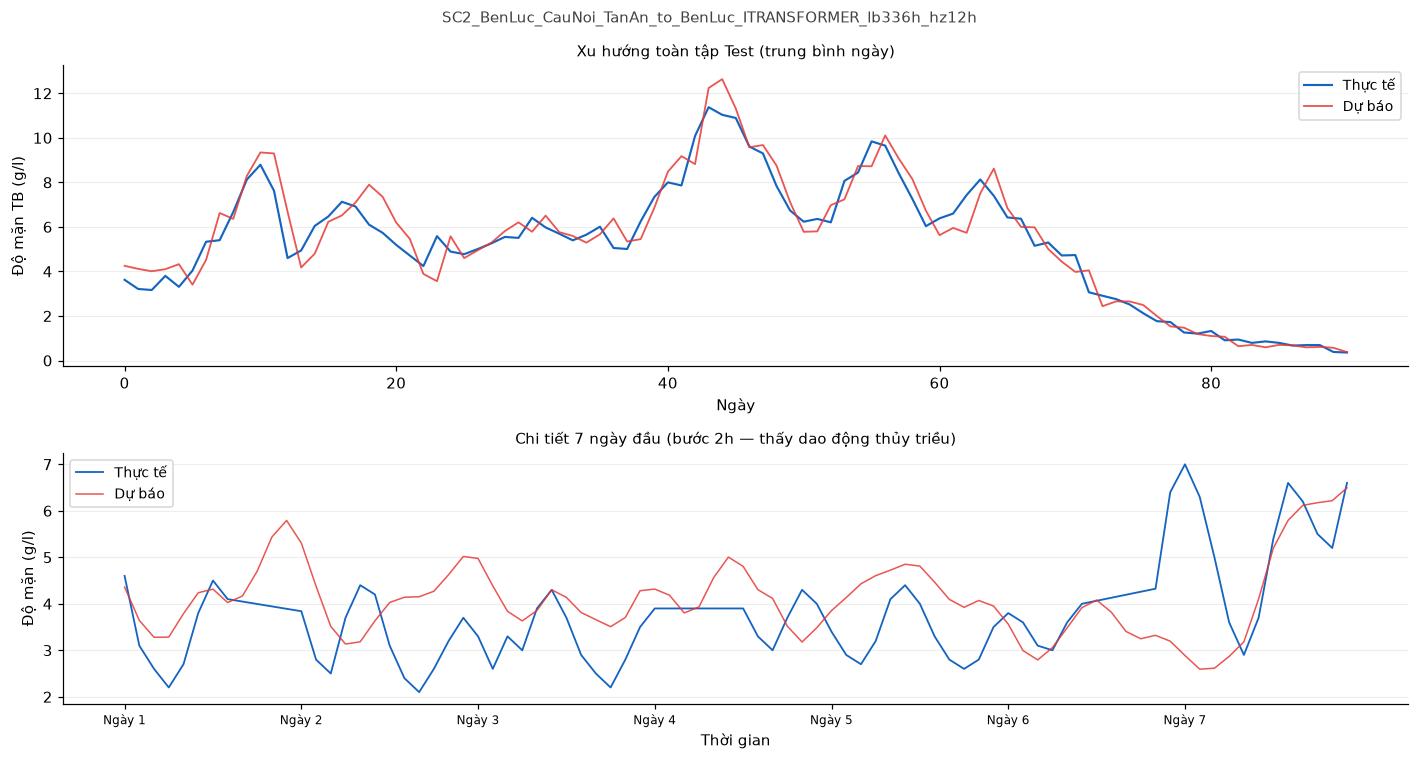 SC2_BenLuc_CauNoi_TanAn_to_BenLuc_ITRANSFORMER_lb336h_hz12h
Xu hướng toàn tập Test (trung bình ngày)
Thực tế
Dự báo
Độ mặn TB (g/l)
12
10
8
6
4
2
0
0 20 40 60 80
Ngày
Chi tiết 7 ngày đầu (bước 2h — thấy dao động thủy triều)
Thực tế
Dự báo
Độ mặn (g/l)
7
6
5
4
3
2
Ngày 1 Ngày 2 Ngày 3 Ngày 4 Ngày 5 Ngày 6 Ngày 7
Thời gian